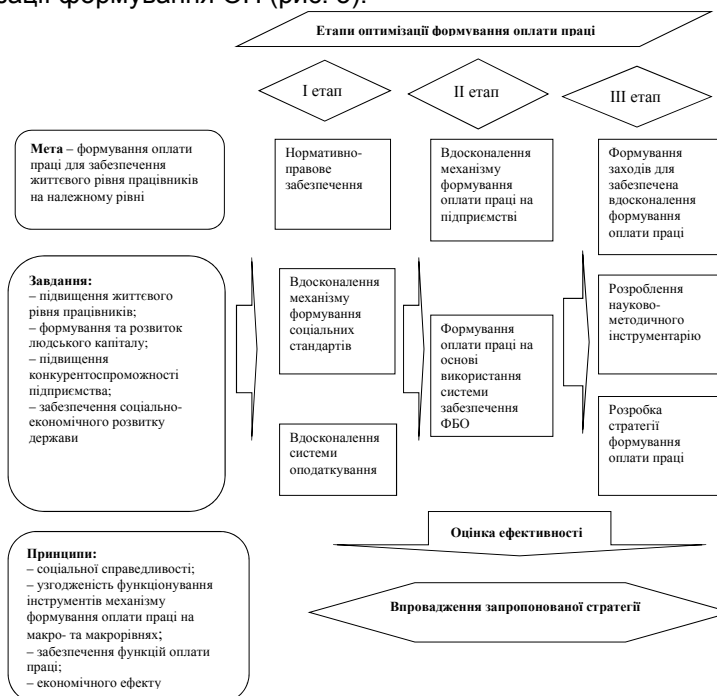 формування ОП (рис. 3).
Етапи оптимізації формування оплати праці
І етап
ІІ етап
ІІІ етап
Мета – формування оплати
праці для забезпечення
життєвого рівня працівників
на належному рівні
Нормативно-
правове
забезпечення
Вдосконалення
механізму
формування
оплати праці на
підприємстві
Формування
заходів для
забезпечена
вдосконалення
формування
оплати праці
Завдання:
– підвищення життєвого
рівня працівників;
– формування та розвиток
людського капіталу;
– підвищення
конкурентоспроможності
підприємства;
– забезпечення соціально-
економічного розвитку
держави
Вдосконалення
механізму
формування
соціальних
стандартів
Вдосконалення
системи
оподаткування
Формування
оплати праці на
основі
використання
системи
забезпечення
ФБО
Розроблення
науково-
методичного
інструментарію
Розробка
стратегії
формування
оплати праці
Принципи:
– соціальної справедливості;
– узгодженість функціонування
інструментів механізму
формування оплати праці на
макро- та макрорівнях;
– забезпечення функцій оплати
праці;
– економічного ефекту
Оцінка ефективності
Впровадження запропонованої стратегії